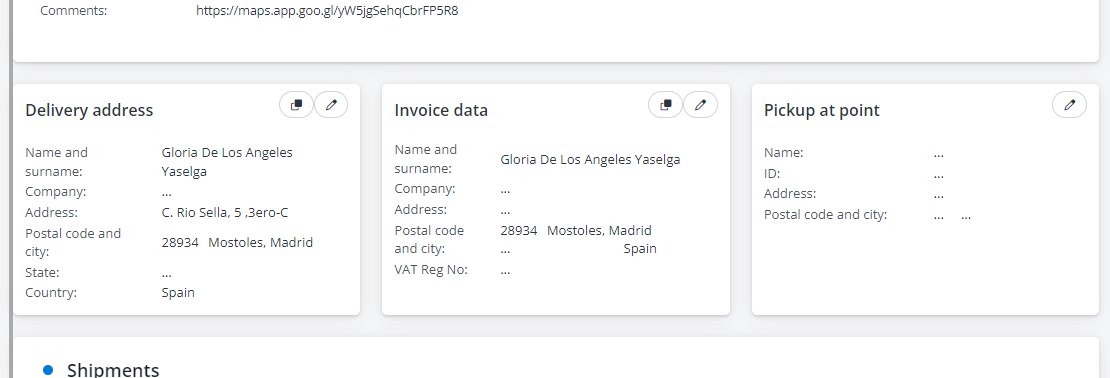 Comments: https://maps.app.goo.gl/yW5jgSehqCbrFP5R8
Delivery address
Name and surname: Gloria De Los Angeles Yaselga
Company: ...
Address: C. Rio Sella, 5 ,3ero-C
Postal code and city: 28934 Mostoles, Madrid
State: ...
Country: Spain
Invoice data
Name and surname: Gloria De Los Angeles Yaselga
Company: ...
Address: ...
Postal code and city: 28934 Mostoles, Madrid
... Spain
VAT Reg No: ...
Pickup at point
Name: ...
ID: ...
Address: ...
Postal code and city: ... ...
Shipments